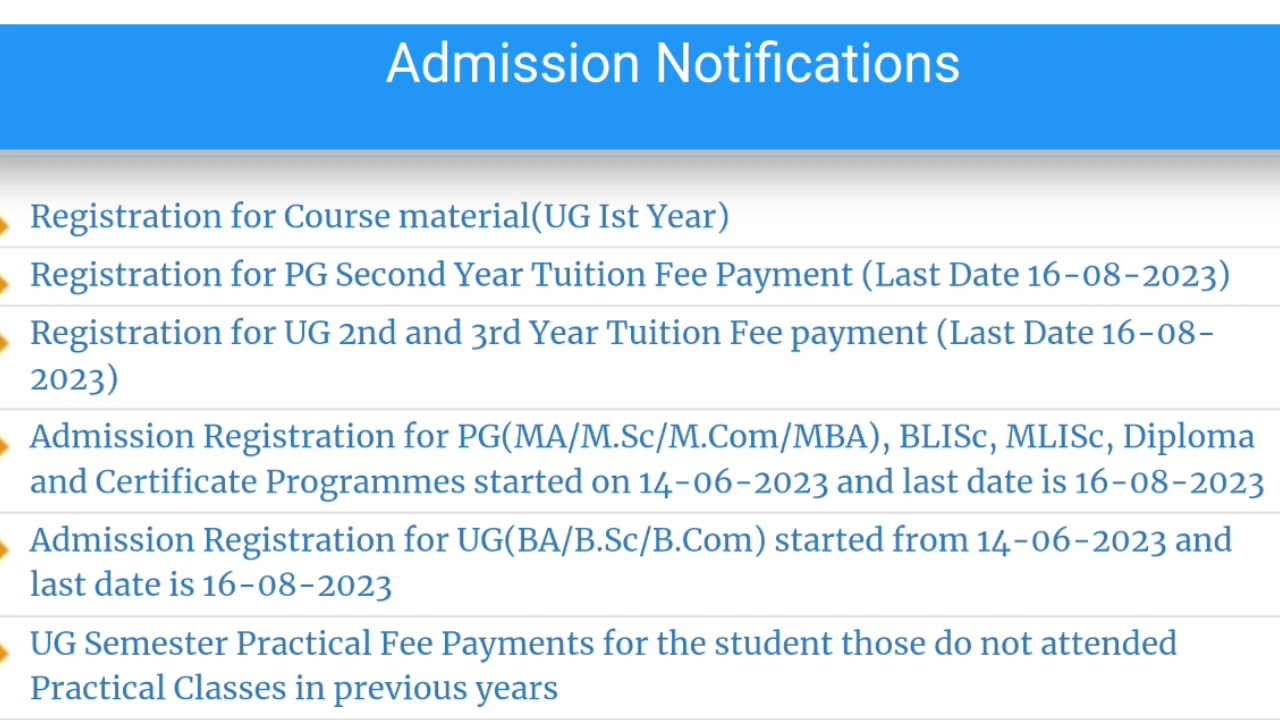 Admission Notifications
Registration for Course material(UG Ist Year)
Registration for PG Second Year Tuition Fee Payment (Last Date 16-08-2023)
Registration for UG 2nd and 3rd Year Tuition Fee payment (Last Date 16-08-
2023)
Admission Registration for PG(MA/M.Sc/M.Com/MBA), BLISc, MLISc, Diploma
and Certificate Programmes started on 14-06-2023 and last date is 16-08-2023
Admission Registration for UG(BA/B.Sc/B.Com) started from 14-06-2023 and
last date is 16-08-2023
UG Semester Practical Fee Payments for the student those do not attended
Practical Classes in previous years